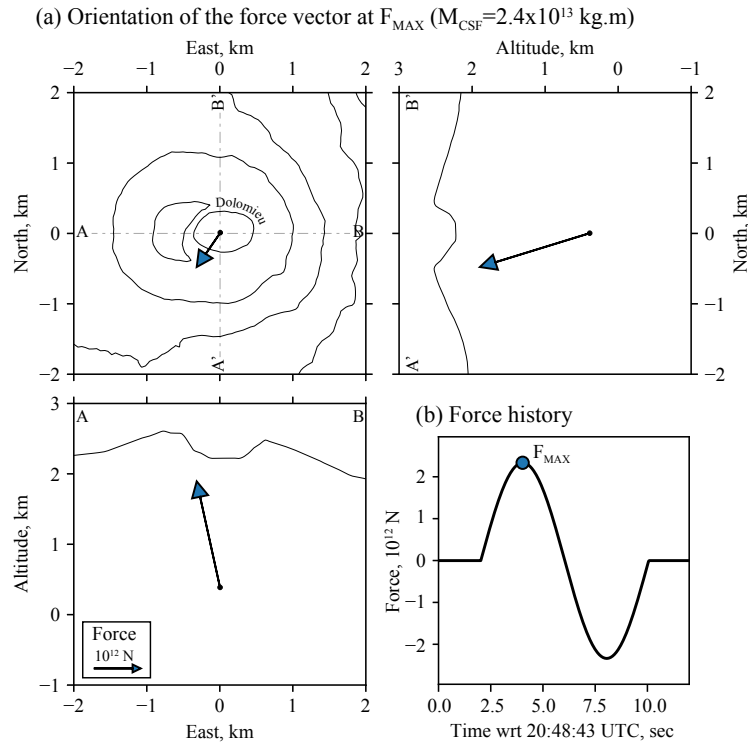 (a) Orientation of the force vector at F_MAX (M_CSF=2.4x10^13 kg.m)
East, km
−2 −1 0 1 2
Altitude, km
3 2 1 0 −1
2
1
0
−1
−2
North, km
B'
A
B
A'
Dolomieu
B'
A'
2
1
0
−1
−2
North, km
3
2
1
0
−1
Altitude, km
A
B
Force
10^12 N
−2 −1 0 1 2
East, km
(b) Force history
F_MAX
2
1
0
−1
−2
Force, 10^12 N
0.0 2.5 5.0 7.5 10.0
Time wrt 20:48:43 UTC, sec